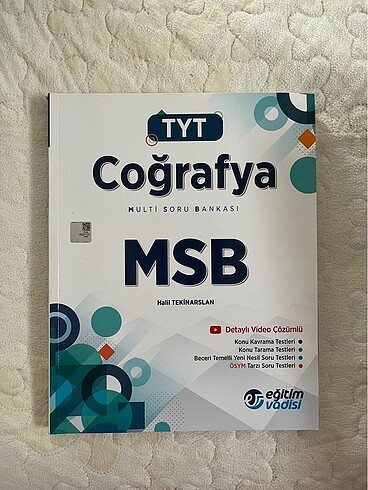 TYT
Coğrafya
MULTİ SORU BANKASI
MSB
Halil TEKİNARSLAN
Detaylı Video Çözümlü
Konu Kavrama Testleri
Konu Tarama Testleri
Beceri Temelli Yeni Nesil Soru Testleri
ÖSYM Tarzı Soru Testleri
eğitim
vadisi